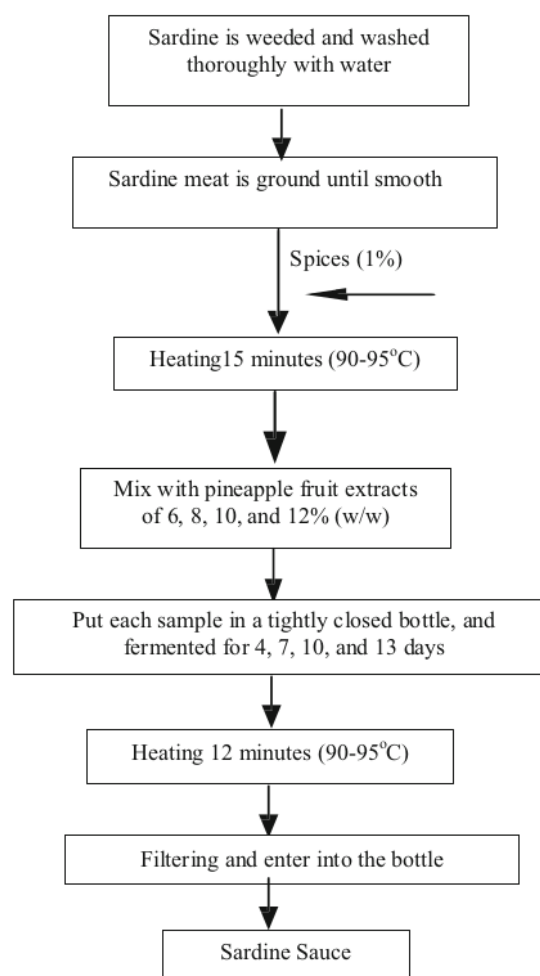 Sardine is weeded and washed
thoroughly with water
Sardine meat is ground until smooth
Spices (1%)
Heating15 minutes (90-95°C)
Mix with pineapple fruit extracts
of 6, 8, 10, and 12% (w/w)
Put each sample in a tightly closed bottle, and
fermented for 4, 7, 10, and 13 days
Heating 12 minutes (90-95°C)
Filtering and enter into the bottle
Sardine Sauce